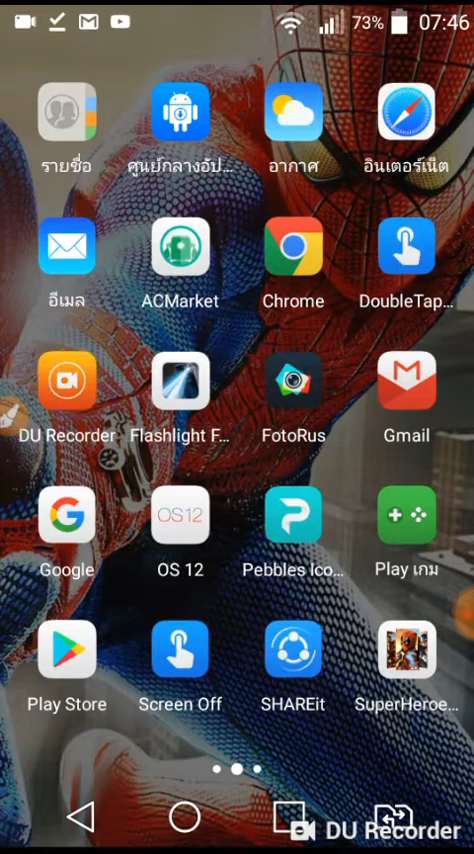 73% 07:46
รายชื่อ ศูนย์กลางอัป... อากาศ อินเตอร์เน็ต
อีเมล ACMarket Chrome DoubleTap...
DU Recorder Flashlight F... FotoRus Gmail
OS12
Google OS 12 Pebbles Ico... Play เกม
Play Store Screen Off SHAREit SuperHeroe...
DU Recorder